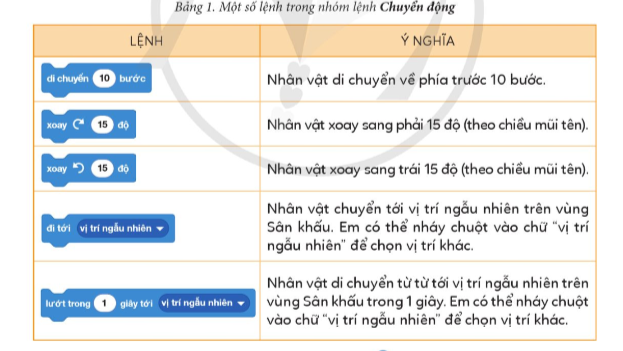 Bảng 1. Một số lệnh trong nhóm lệnh Chuyển động
LỆNH
Ý NGHĨA
di chuyển 10 bước
Nhân vật di chuyển về phía trước 10 bước.
xoay 15 độ
Nhân vật xoay sang phải 15 độ (theo chiều mũi tên).
xoay 15 độ
Nhân vật xoay sang trái 15 độ (theo chiều mũi tên).
đi tới vị trí ngẫu nhiên
Nhân vật chuyển tới vị trí ngẫu nhiên trên vùng
Sân khấu. Em có thể nháy chuột vào chữ “vị trí
ngẫu nhiên” để chọn vị trí khác.
lướt trong 1 giây tới vị trí ngẫu nhiên
Nhân vật di chuyển từ từ tới vị trí ngẫu nhiên trên
vùng Sân khấu trong 1 giây. Em có thể nháy chuột
vào chữ “vị trí ngẫu nhiên” để chọn vị trí khác.